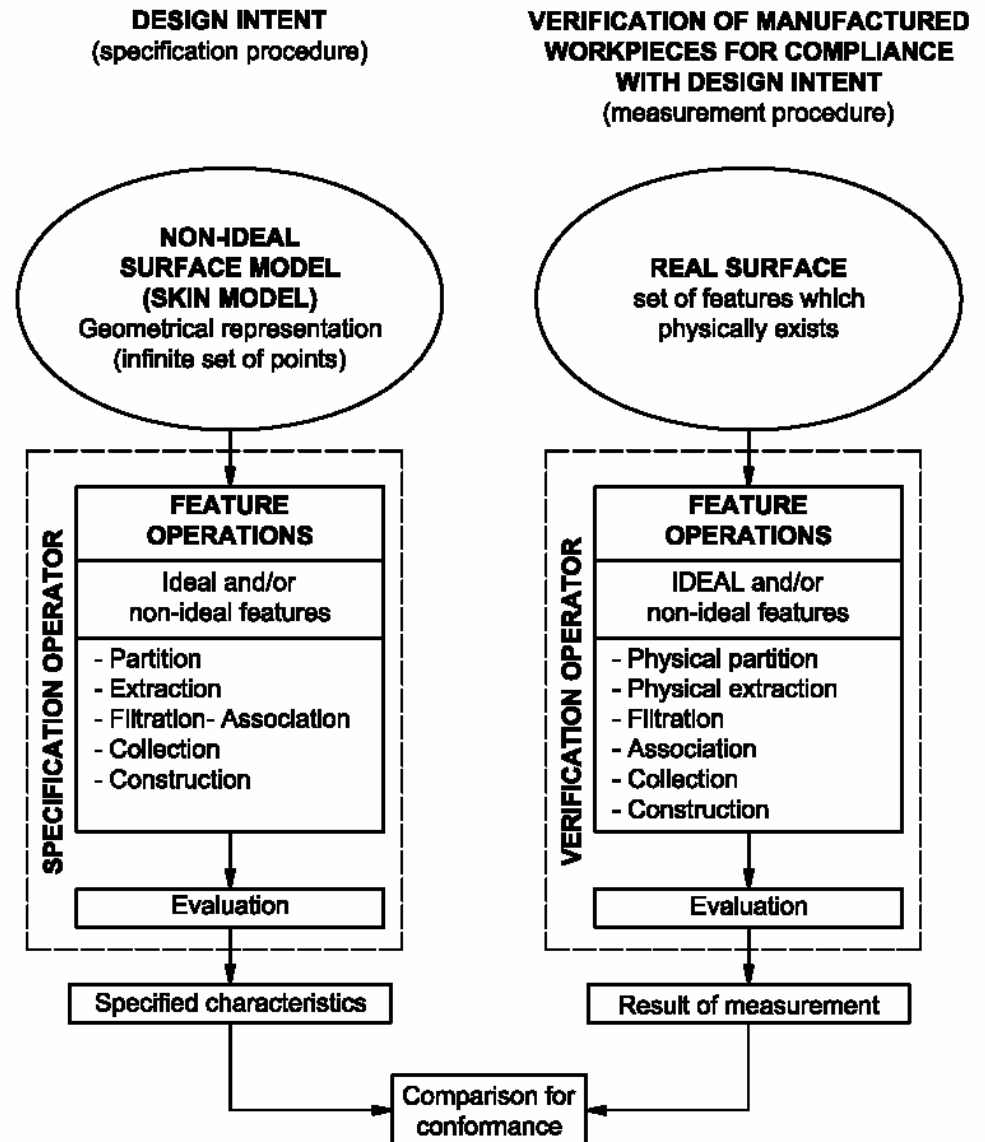 DESIGN INTENT
(specification procedure)
VERIFICATION OF MANUFACTURED
WORKPIECES FOR COMPLIANCE
WITH DESIGN INTENT
(measurement procedure)
NON-IDEAL
SURFACE MODEL
(SKIN MODEL)
Geometrical representation
(infinite set of points)
REAL SURFACE
set of features which
physically exists
SPECIFICATION OPERATOR
FEATURE
OPERATIONS
Ideal and/or
non-ideal features
- Partition
- Extraction
- Filtration- Association
- Collection
- Construction
Evaluation
VERIFICATION OPERATOR
FEATURE
OPERATIONS
IDEAL and/or
non-ideal features
- Physical partition
- Physical extraction
- Filtration
- Association
- Collection
- Construction
Evaluation
Specified characteristics
Result of measurement
Comparison for
conformance